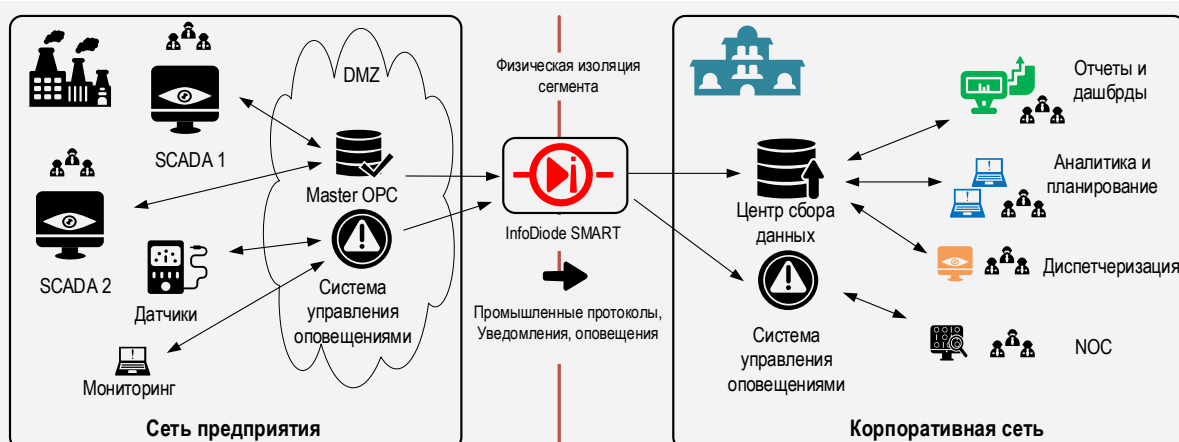 DMZ
SCADA 1
Master OPC
SCADA 2
Датчики
Система
управления
оповещениями
Мониторинг
Сеть предприятия
Физическая изоляция
сегмента
InfoDiode SMART
Промышленные протоколы,
Уведомления, оповещения
Центр сбора
данных
Система
управления
оповещениями
Отчеты и
дашбрды
Аналитика и
планирование
Диспетчеризация
NOC
Корпоративная сеть